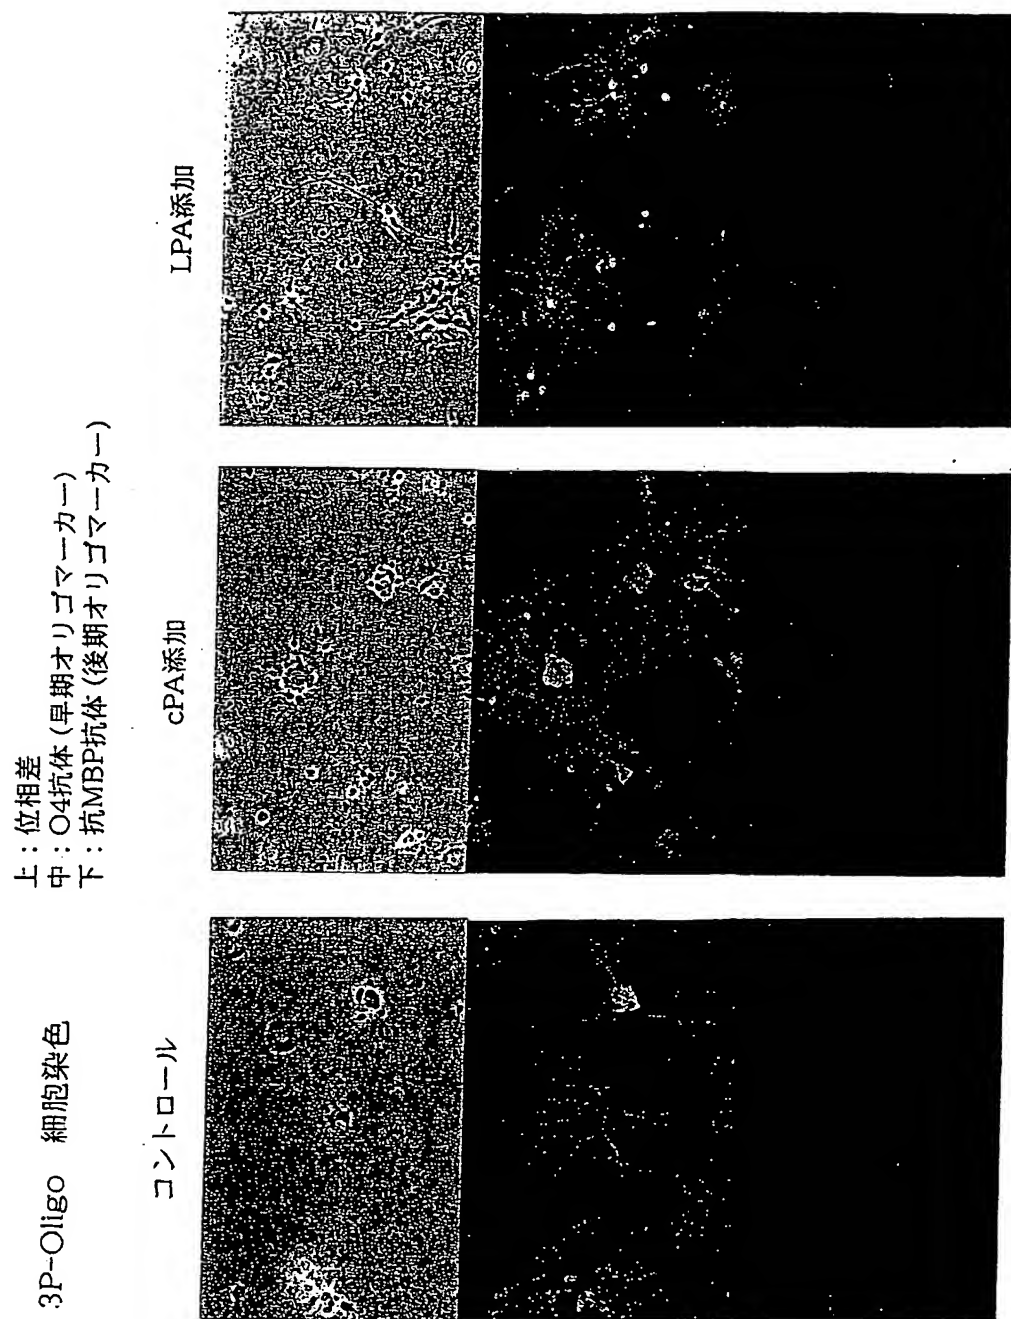 3P-Oligo 細胞染色
上：位相差
中：O4抗体 (早期オリゴマーカー)
下：抗MBP抗体 (後期オリゴマーカー)
コントロール
cPA添加
LPA添加